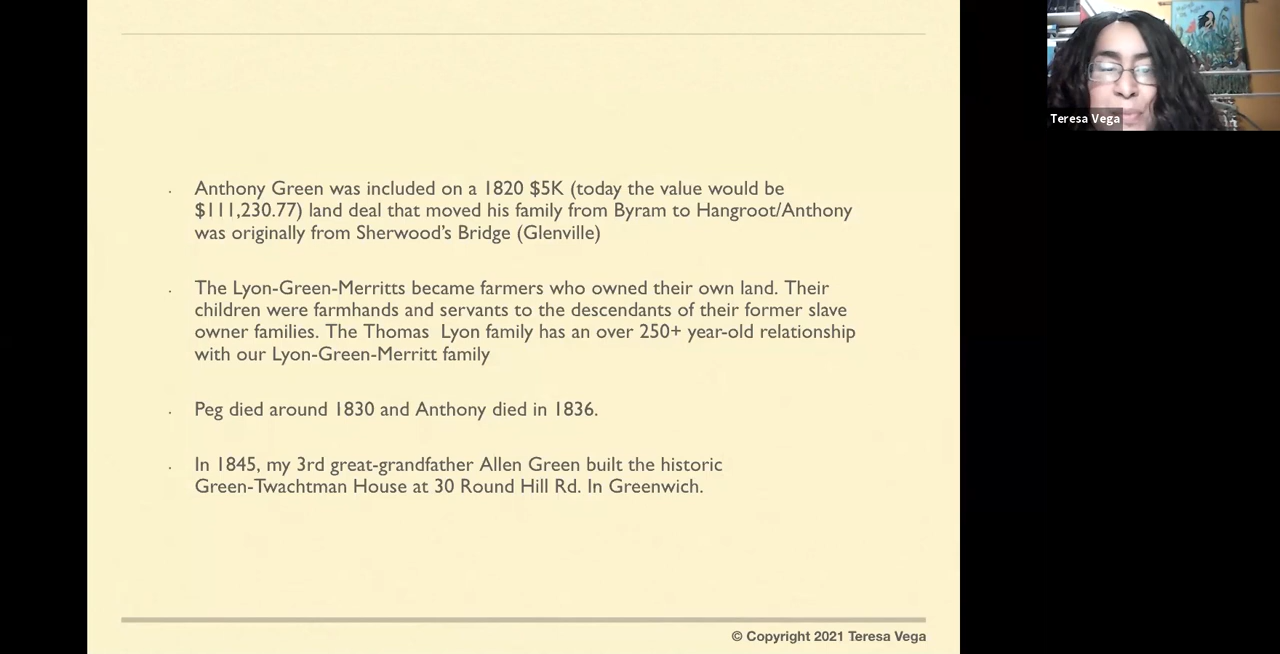 Anthony Green was included on a 1820 $5K (today the value would be
$111,230.77) land deal that moved his family from Byram to Hangroot/Anthony
was originally from Sherwood's Bridge (Glenville)
The Lyon-Green-Merritts became farmers who owned their own land. Their
children were farmhands and servants to the descendants of their former slave
owner families. The Thomas  Lyon family has an over 250+ year-old relationship
with our Lyon-Green-Merritt family
Peg died around 1830 and Anthony died in 1836.
In 1845, my 3rd great-grandfather Allen Green built the historic
Green-Twachtman House at 30 Round Hill Rd. In Greenwich.
© Copyright 2021 Teresa Vega
Teresa Vega